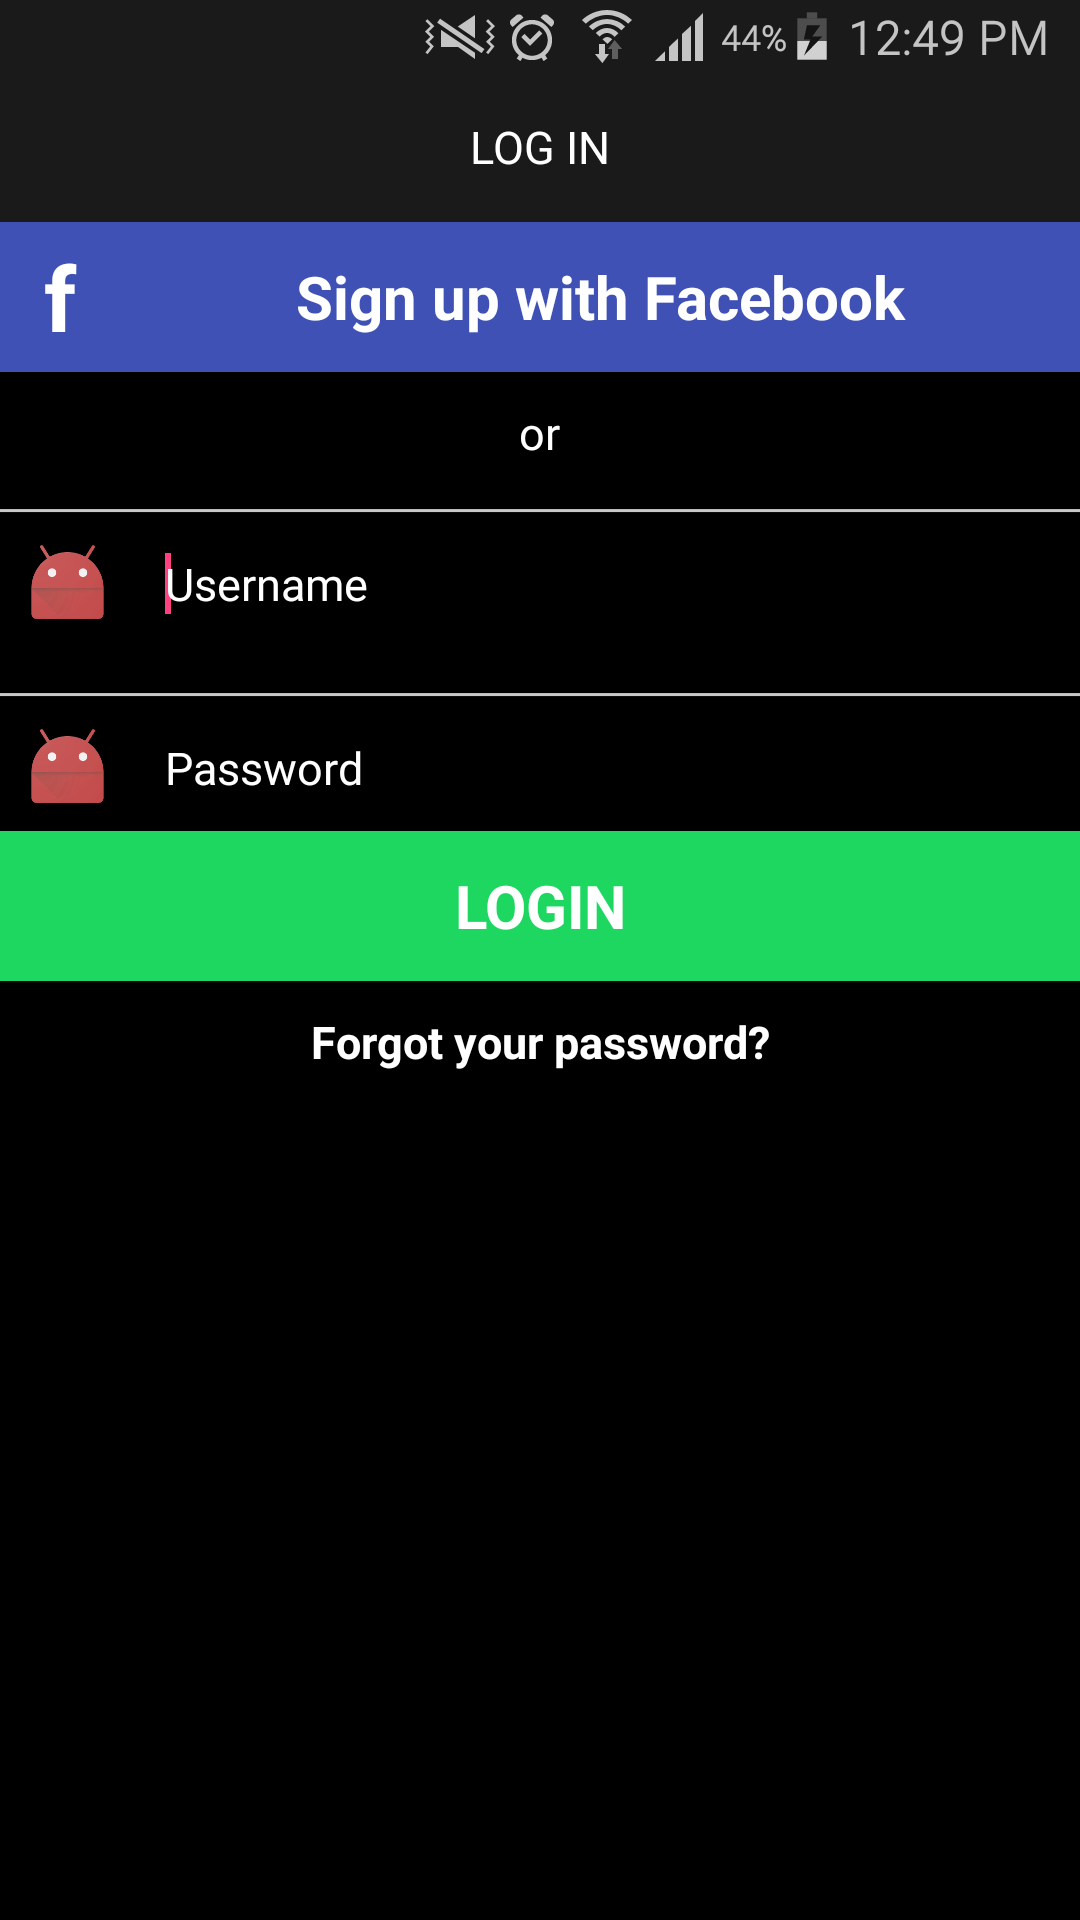 44% 12:49 PM
LOG IN
f Sign up with Facebook
or
Username
Password
LOGIN
Forgot your password?